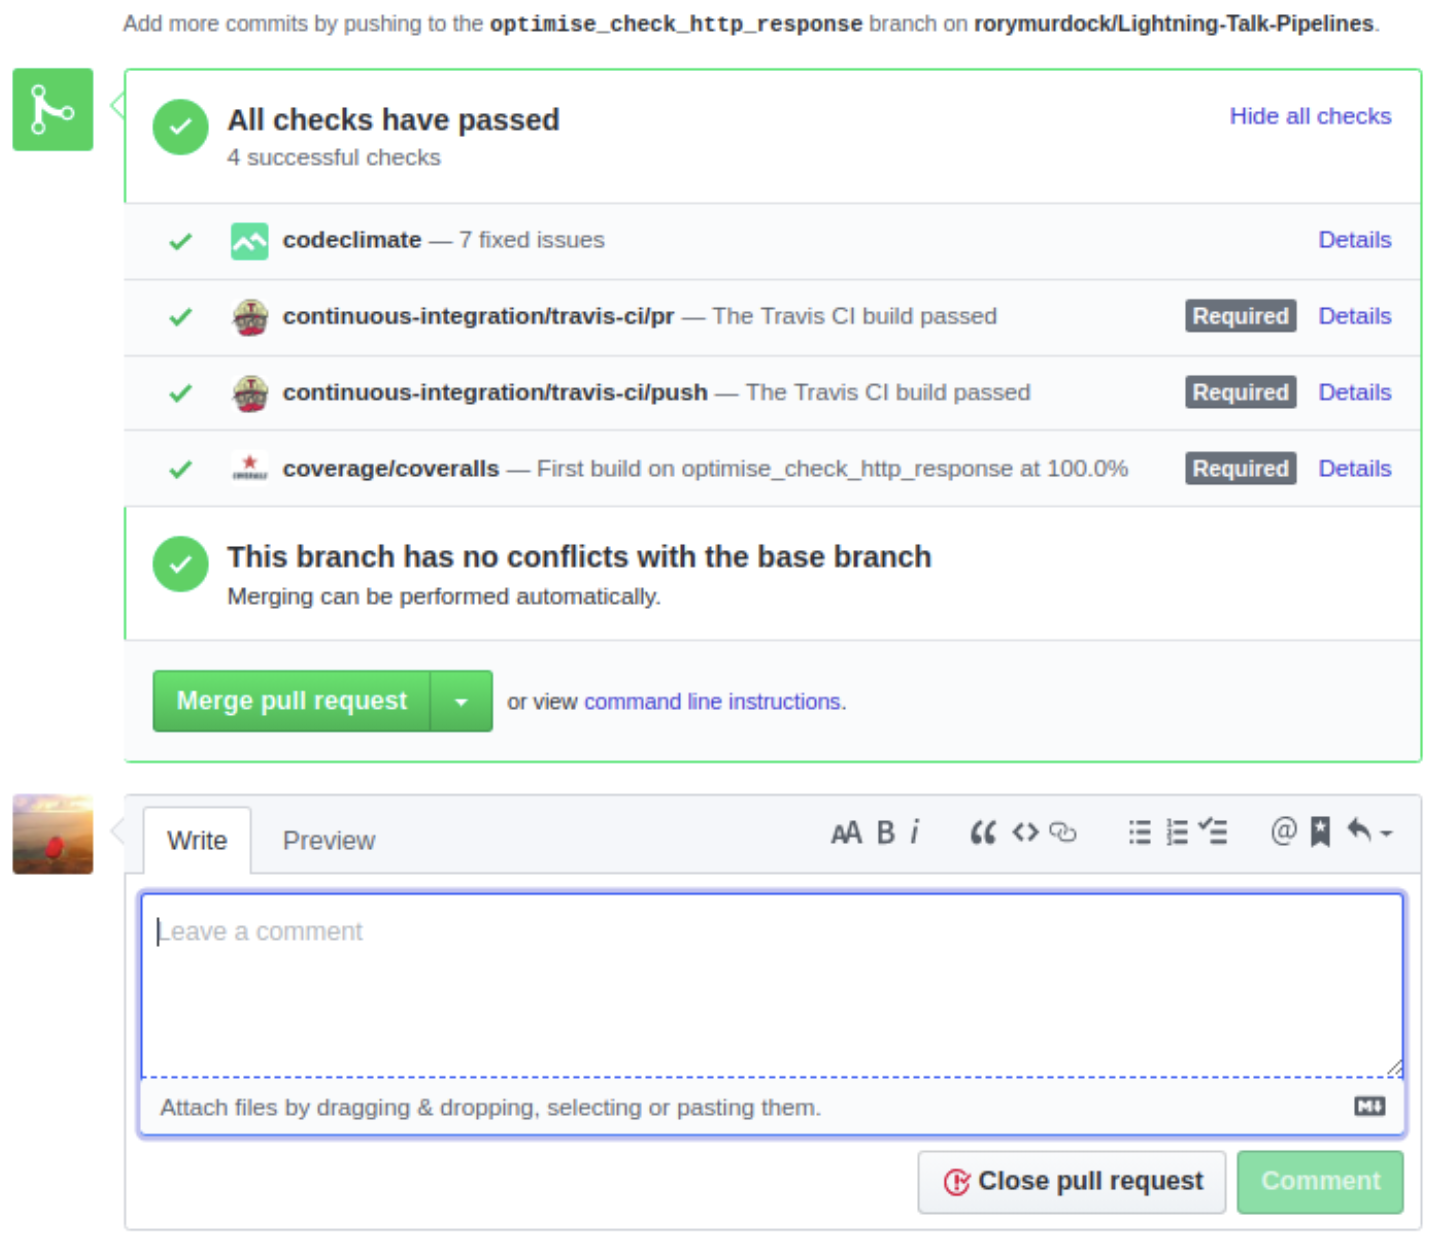 Add more commits by pushing to the optimise_check_http_response branch on rorymurdock/Lightning-Talk-Pipelines.
All checks have passed
Hide all checks
4 successful checks
codeclimate — 7 fixed issues
Details
continuous-integration/travis-ci/pr — The Travis CI build passed
Required
Details
continuous-integration/travis-ci/push — The Travis CI build passed
Required
Details
coverage/coveralls — First build on optimise_check_http_response at 100.0%
Required
Details
This branch has no conflicts with the base branch
Merging can be performed automatically.
Merge pull request
or view command line instructions.
Write
Preview
AA B i
@
Leave a comment
Attach files by dragging & dropping, selecting or pasting them.
M
Close pull request
Comment